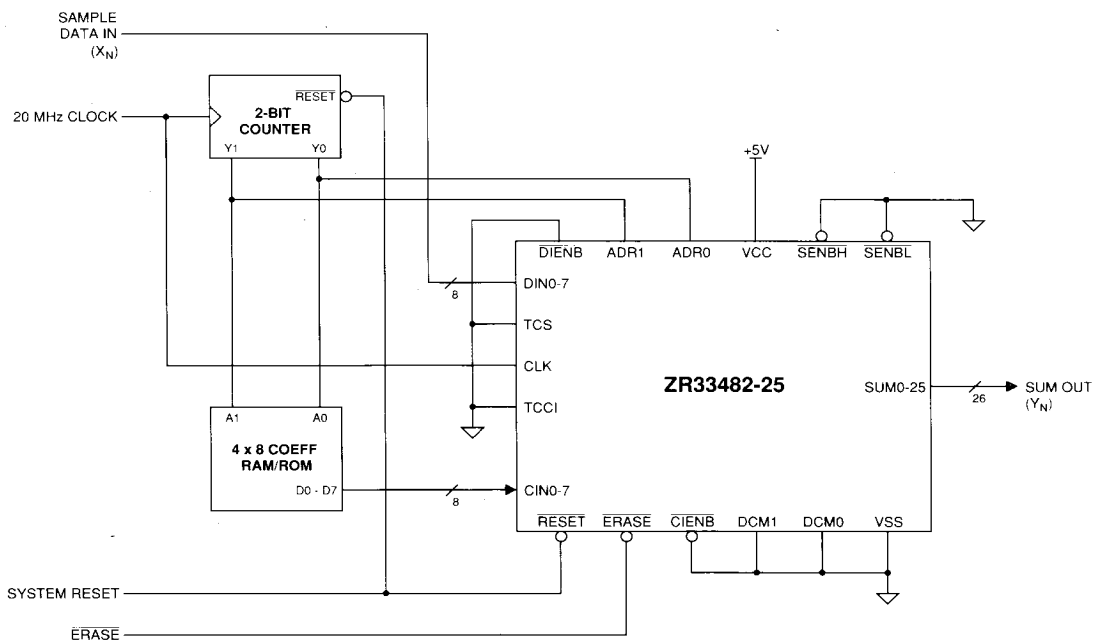 SAMPLE
DATA IN
(XN)
20 MHz CLOCK
RESET
2-BIT
COUNTER
Y1 Y0
+5V
DIENB ADR1 ADR0 VCC SENBH SENBL
DIN0-7
8
TCS
CLK
TCCI
ZR33482-25
SUM0-25
26
SUM OUT
(YN)
A1 A0
4 x 8 COEFF
RAM/ROM
D0 - D7
8
CIN0-7
RESET ERASE CIENB DCM1 DCM0 VSS
SYSTEM RESET
ERASE